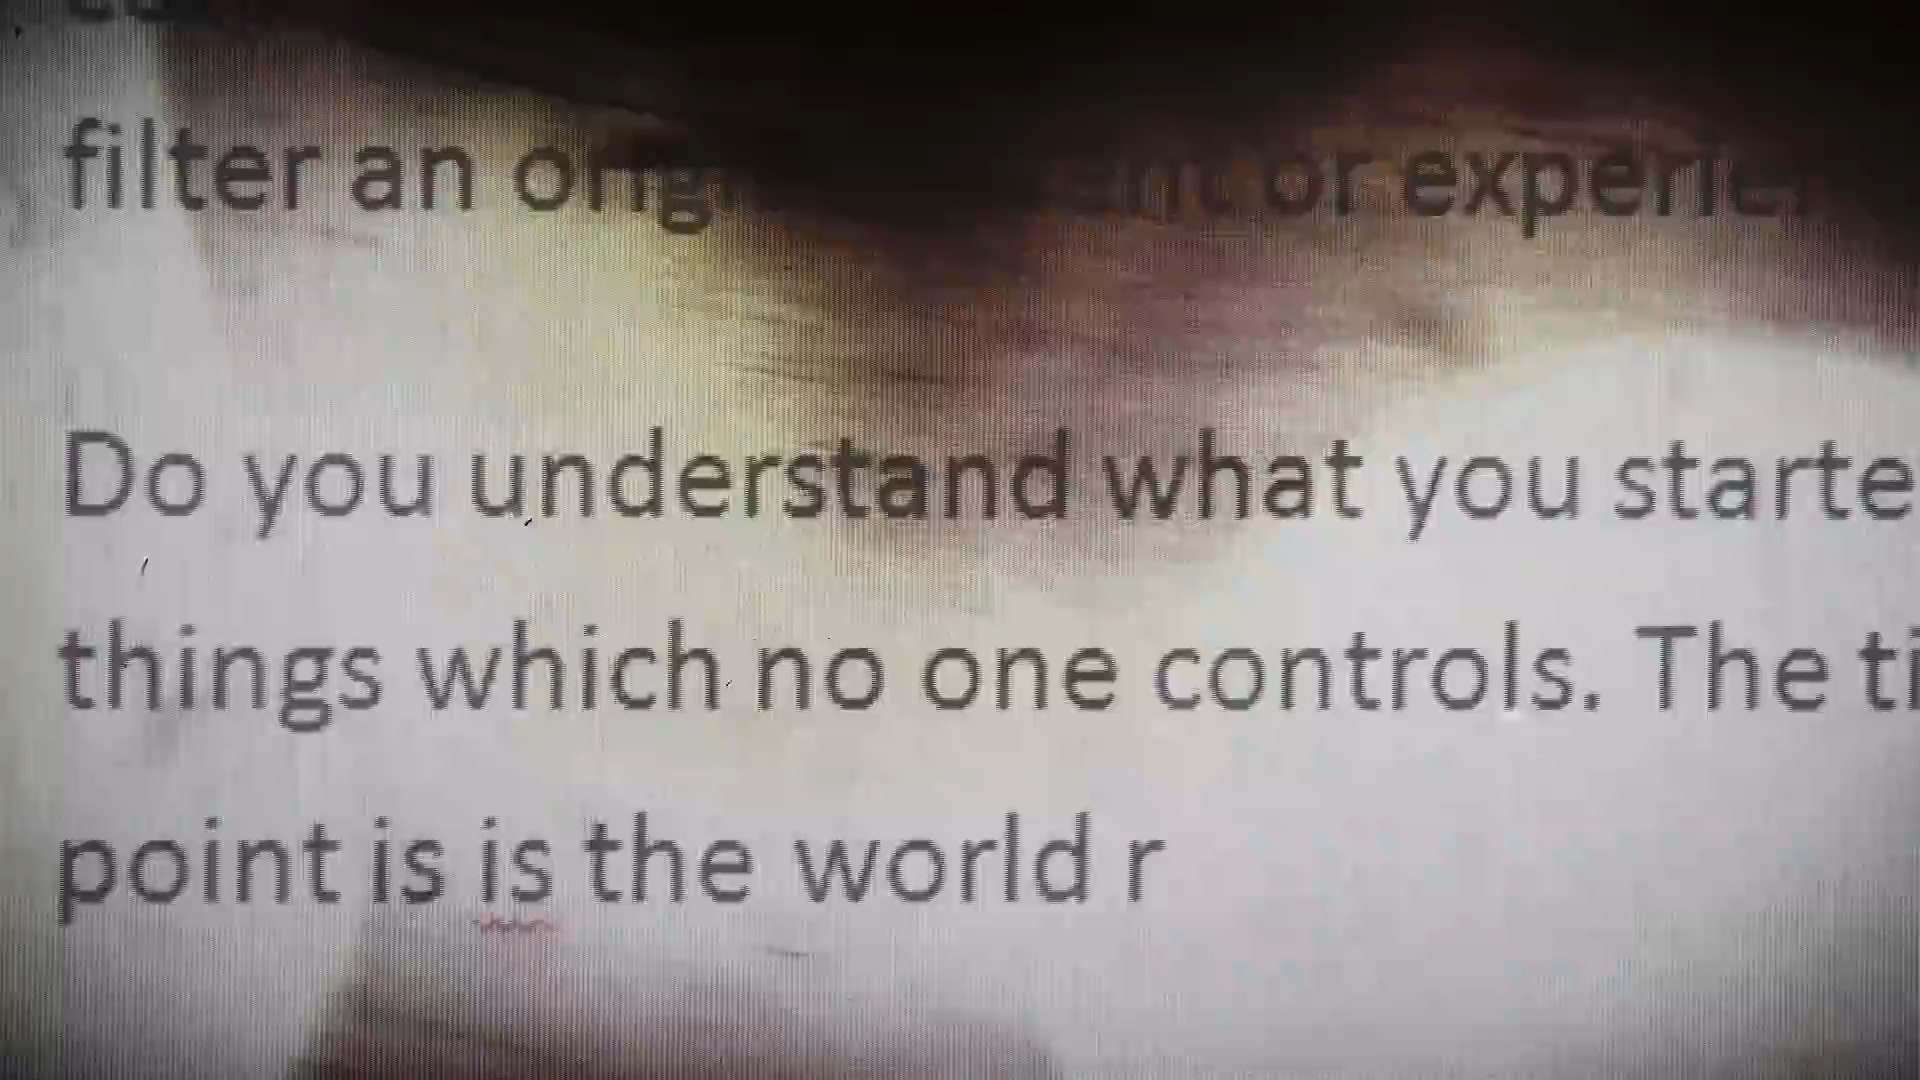 filter an or experie
Do you understand what you starte
things which no one controls. The ti
point is is the world r